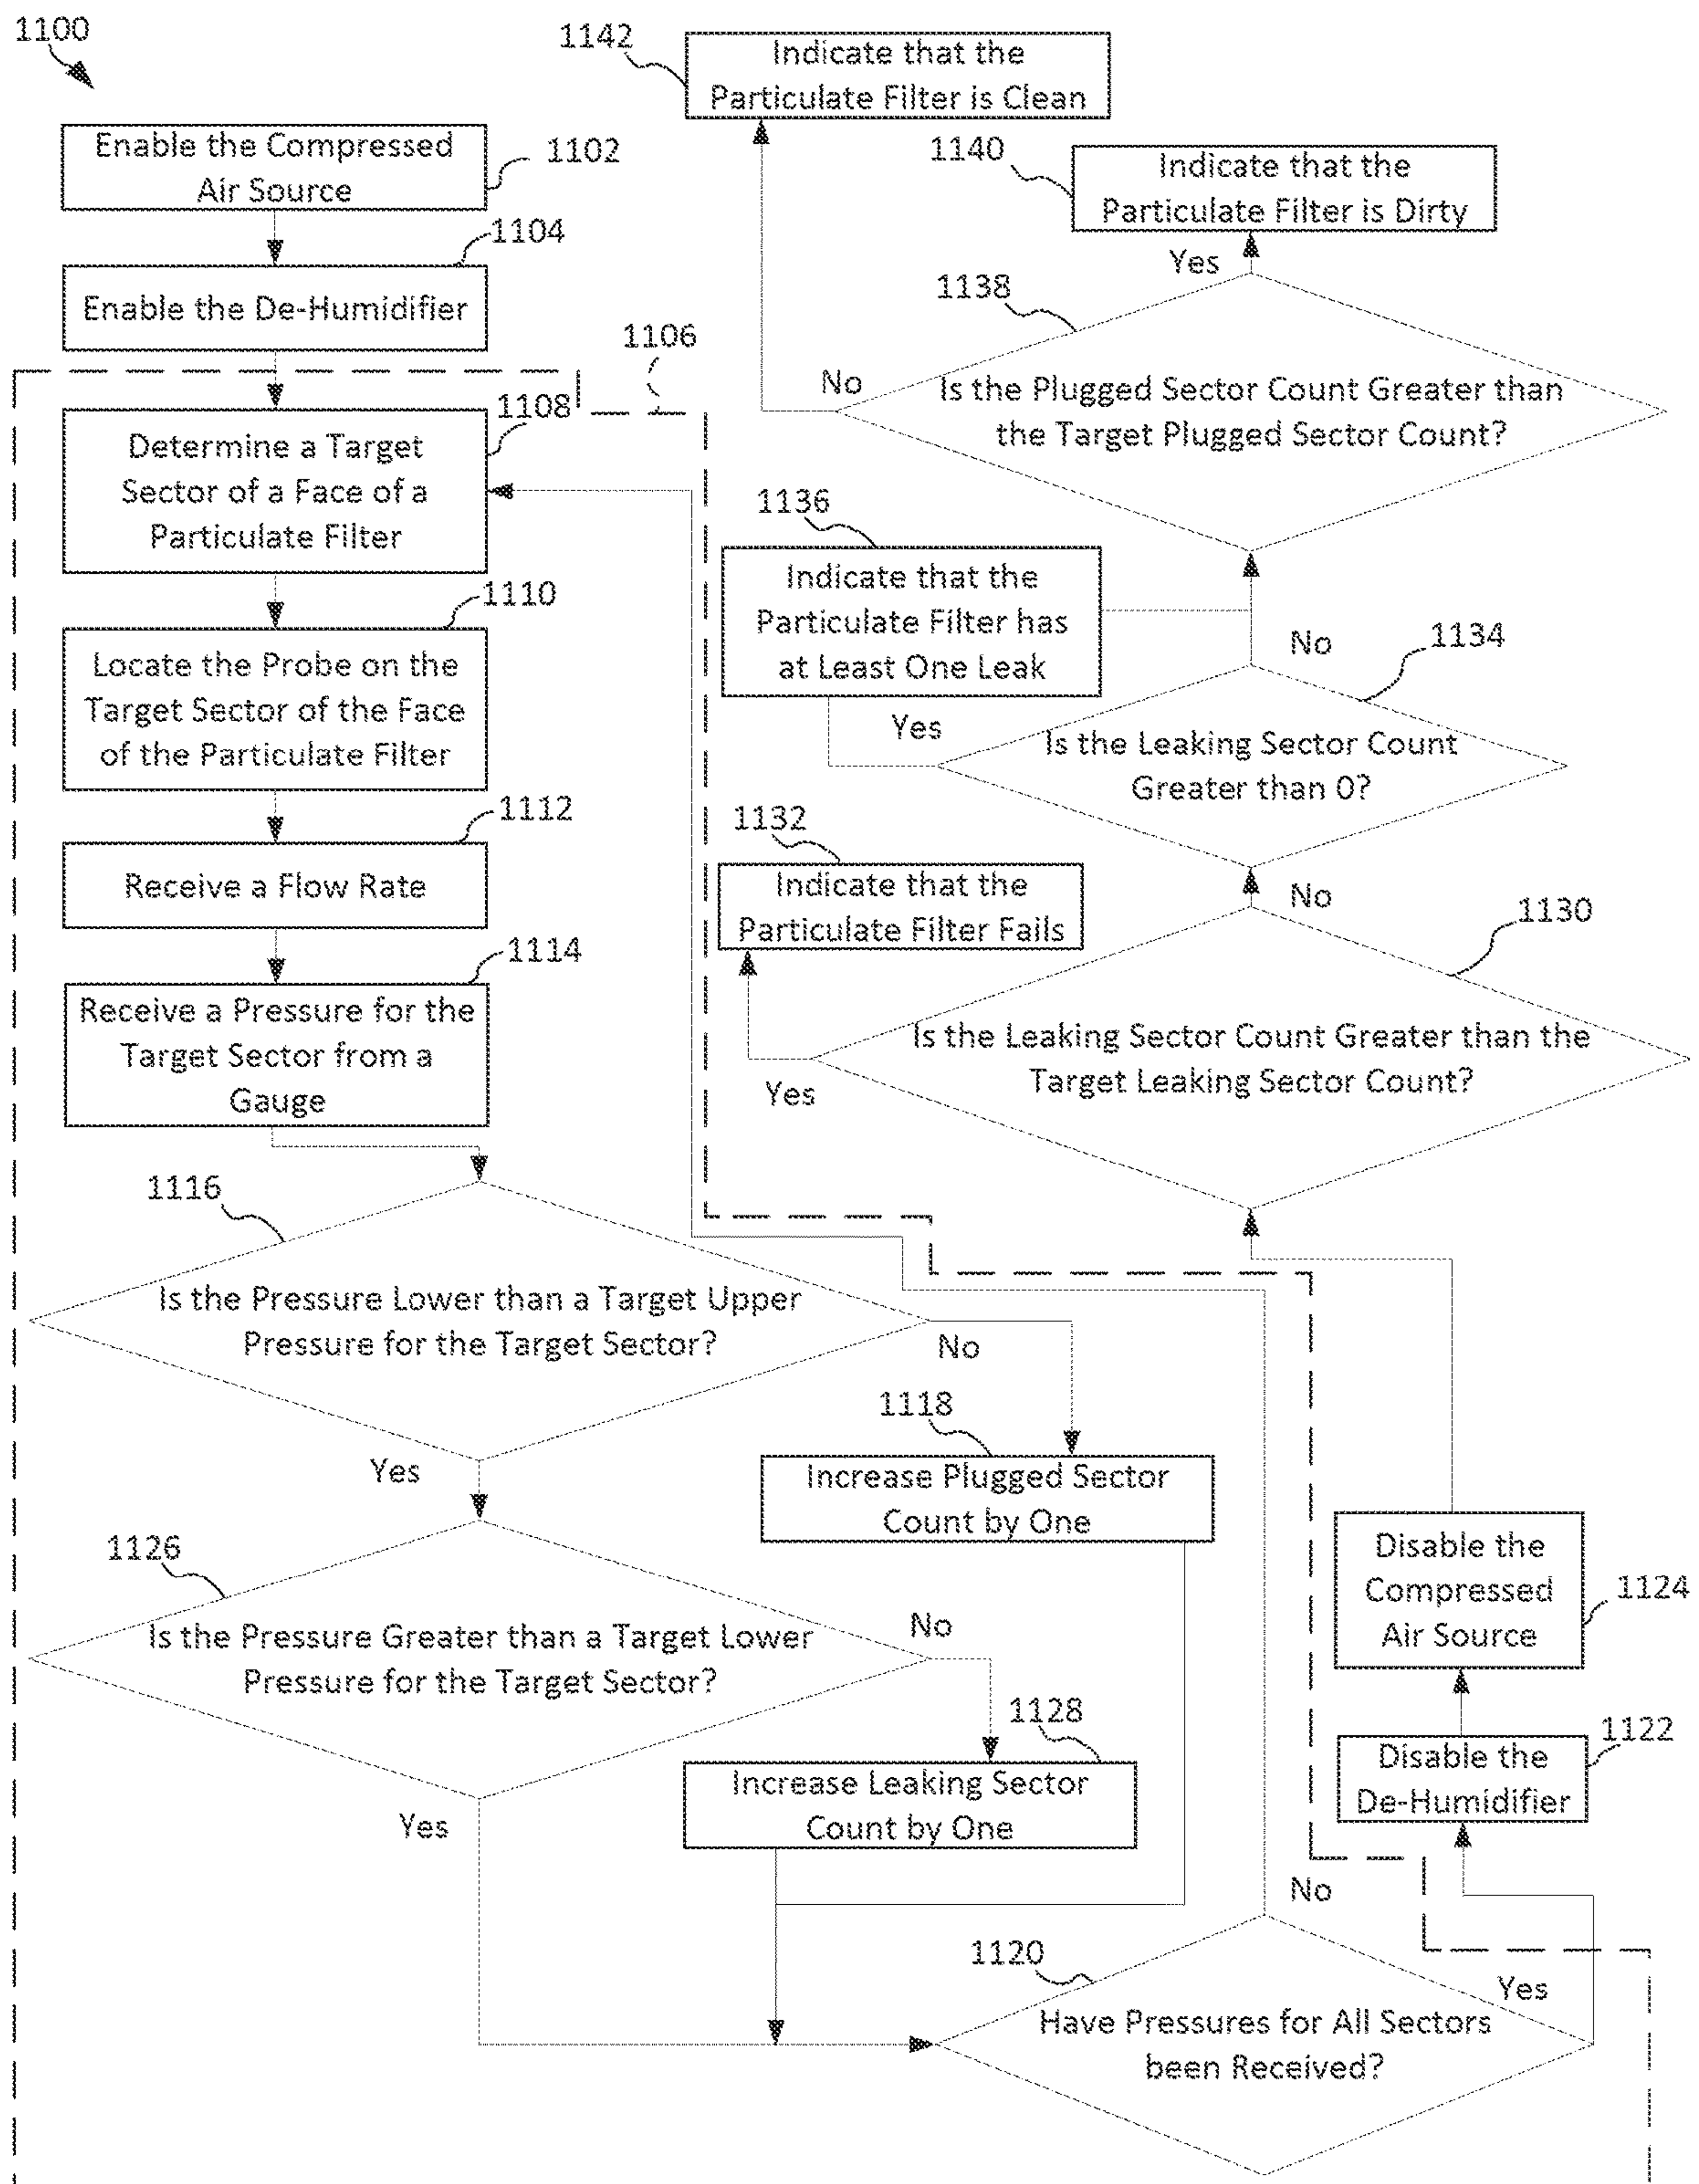 1100
Enable the Compressed
Air Source
1102
1104
Enable the De-Humidifier
1106
1108
Determine a Target
Sector of a Face of a
Particulate Filter
1110
Locate the Probe on the
Target Sector of the Face
of the Particulate Filter
1112
Receive a Flow Rate
1114
Receive a Pressure for the
Target Sector from a
Gauge
1116
Is the Pressure Lower than a Target Upper
Pressure for the Target Sector?
No
Yes
1118
Increase Plugged Sector
Count by One
1126
Is the Pressure Greater than a Target Lower
Pressure for the Target Sector?
No
Yes
1128
Increase Leaking Sector
Count by One
1120
Have Pressures for All Sectors
been Received?
No
Yes
1122
Disable the
De-Humidifier
1124
Disable the
Compressed
Air Source
1130
Is the Leaking Sector Count Greater than the
Target Leaking Sector Count?
Yes
No
1132
Indicate that the
Particulate Filter Fails
1134
Is the Leaking Sector Count
Greater than 0?
Yes
No
1136
Indicate that the
Particulate Filter has
at Least One Leak
1138
Is the Plugged Sector Count Greater than
the Target Plugged Sector Count?
No
Yes
1140
Indicate that the
Particulate Filter is Dirty
1142
Indicate that the
Particulate Filter is Clean